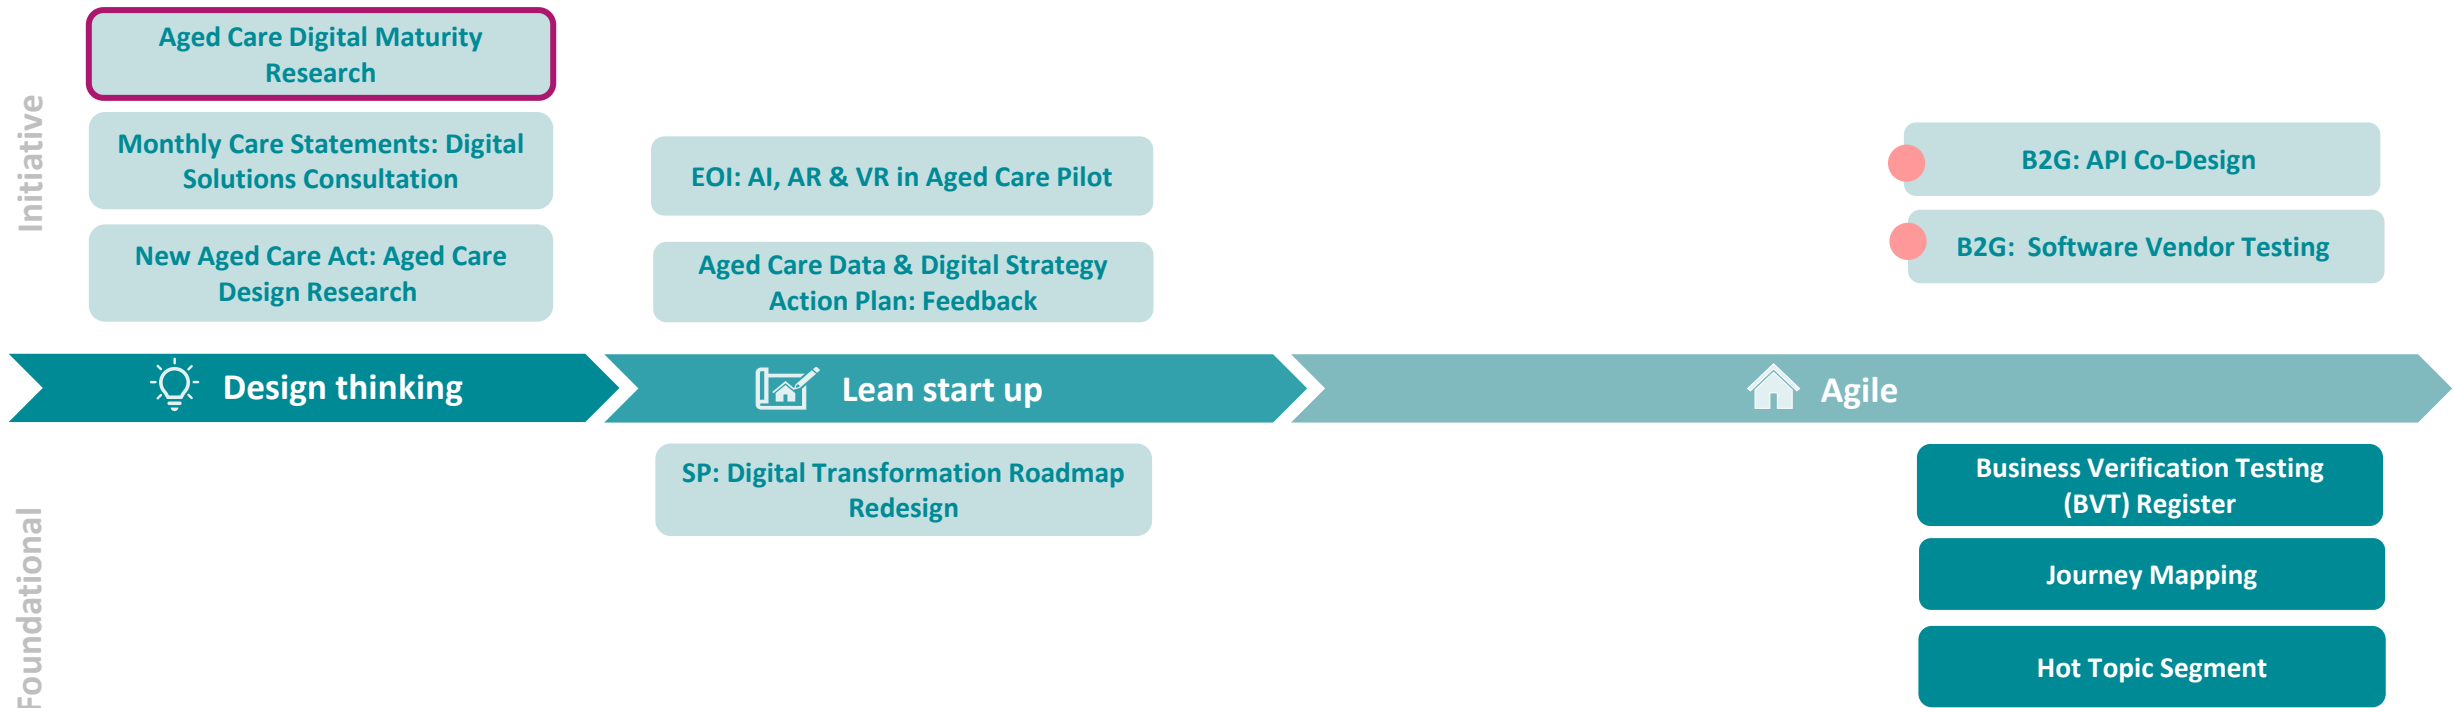 Initiative
Aged Care Digital Maturity
Research
Monthly Care Statements: Digital
Solutions Consultation
New Aged Care Act: Aged Care
Design Research
EOI: AI, AR & VR in Aged Care Pilot
Aged Care Data & Digital Strategy
Action Plan: Feedback
B2G: API Co-Design
B2G:  Software Vendor Testing
Design thinking
Lean start up
Agile
Foundational
SP: Digital Transformation Roadmap
Redesign
Business Verification Testing
(BVT) Register
Journey Mapping
Hot Topic Segment